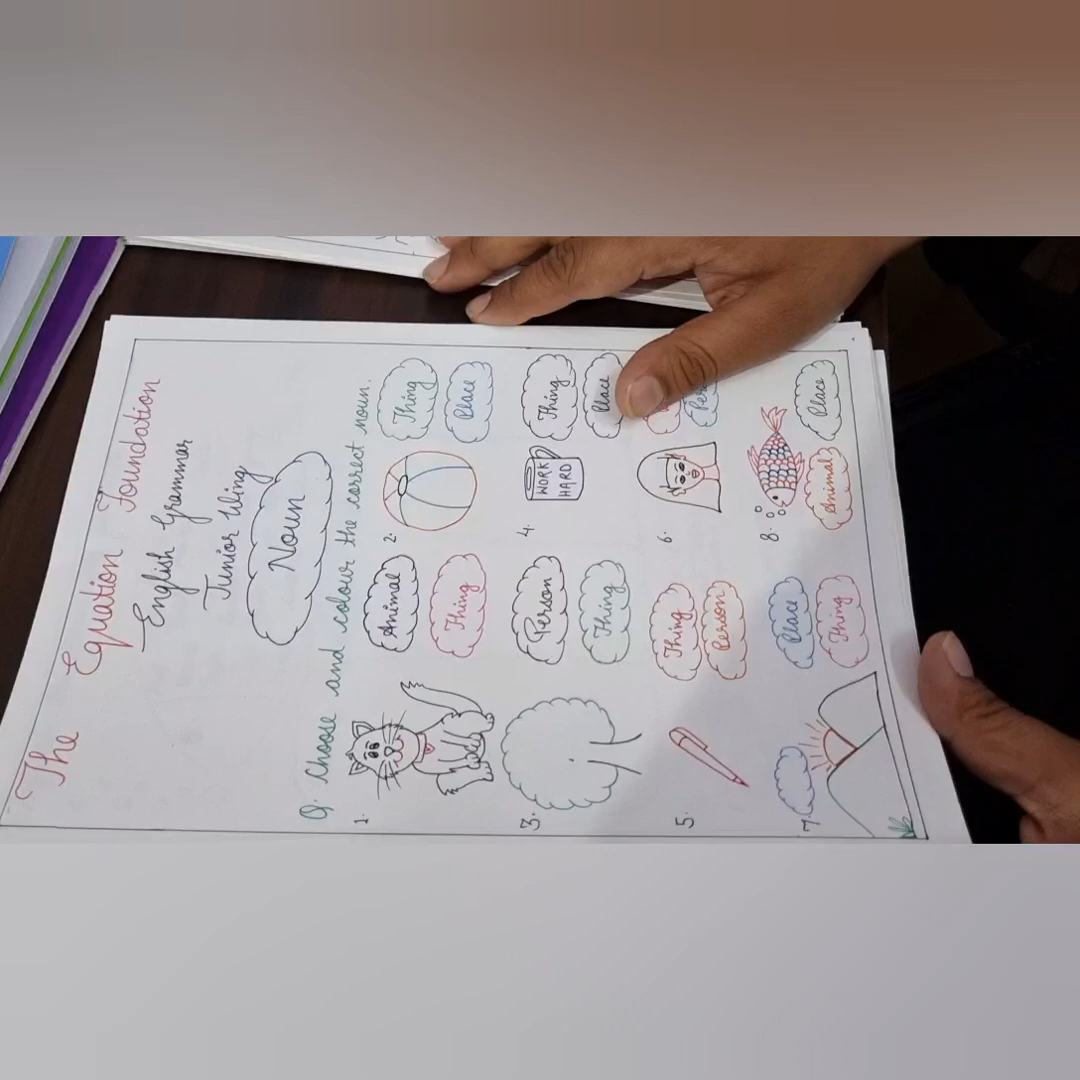 The Equation Foundation
English Grammar
Junior Wing
Noun
Q. Choose and colour the correct noun.
1. Animal
Thing
2. Thing
Place
3. Person
Thing
4. WORK
HARD
Thing
Place
5. Thing
Person
6.
7. Place
Thing
8. Animal
Place